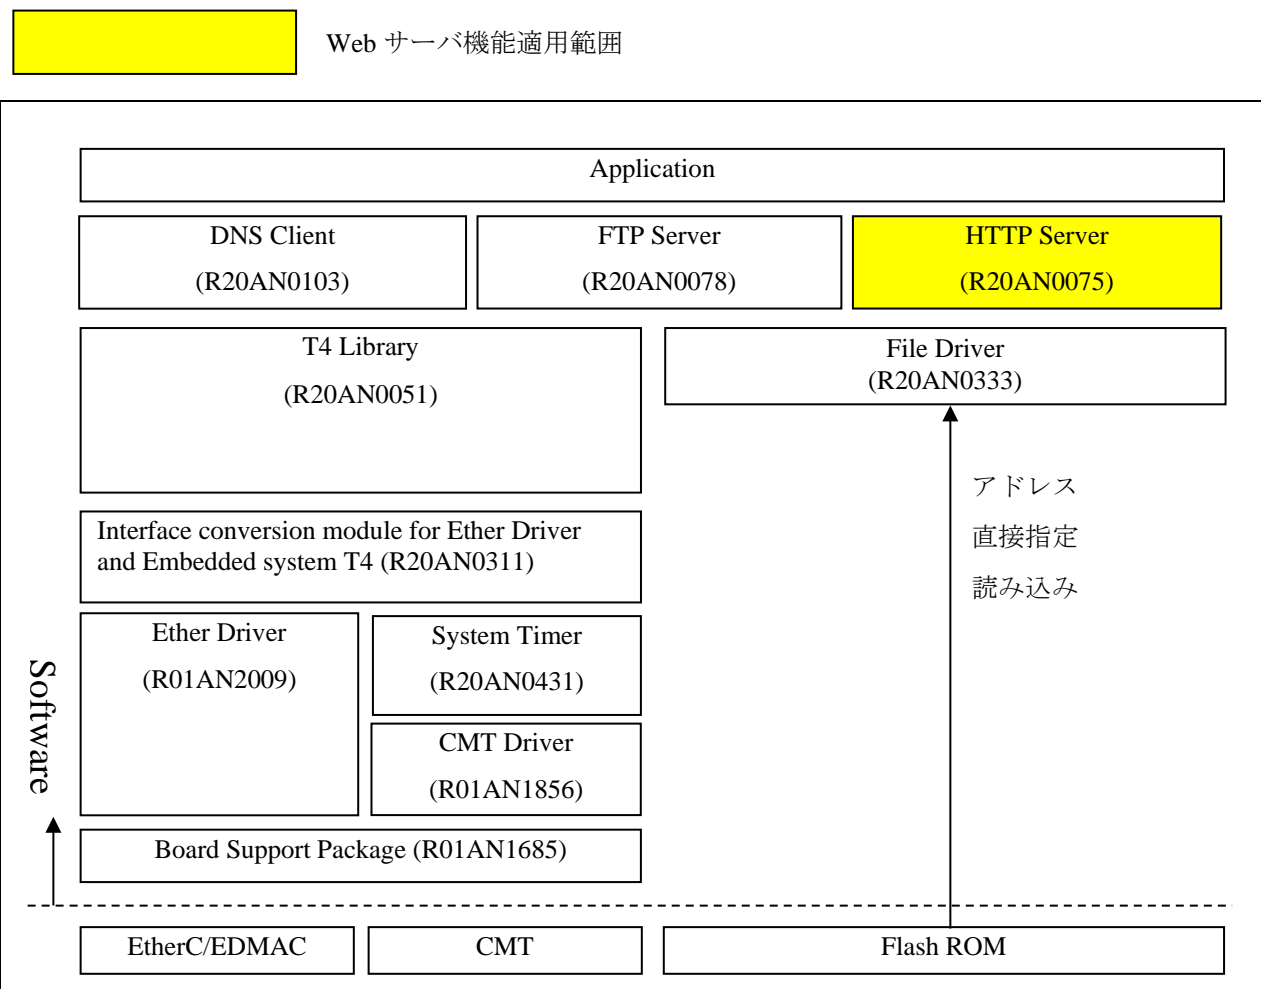 Web サーバ機能適用範囲
Application
DNS Client
(R20AN0103)
FTP Server
(R20AN0078)
HTTP Server
(R20AN0075)
T4 Library
(R20AN0051)
File Driver
(R20AN0333)
アドレス
直接指定
読み込み
Interface conversion module for Ether Driver
and Embedded system T4 (R20AN0311)
Ether Driver
(R01AN2009)
System Timer
(R20AN0431)
CMT Driver
(R01AN1856)
Software
Board Support Package (R01AN1685)
EtherC/EDMAC
CMT
Flash ROM